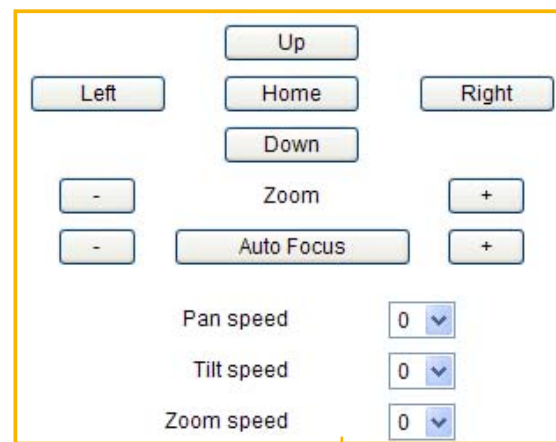 Up
Left Home Right
Down
- Zoom +
- Auto Focus +
Pan speed 0
Tilt speed 0
Zoom speed 0